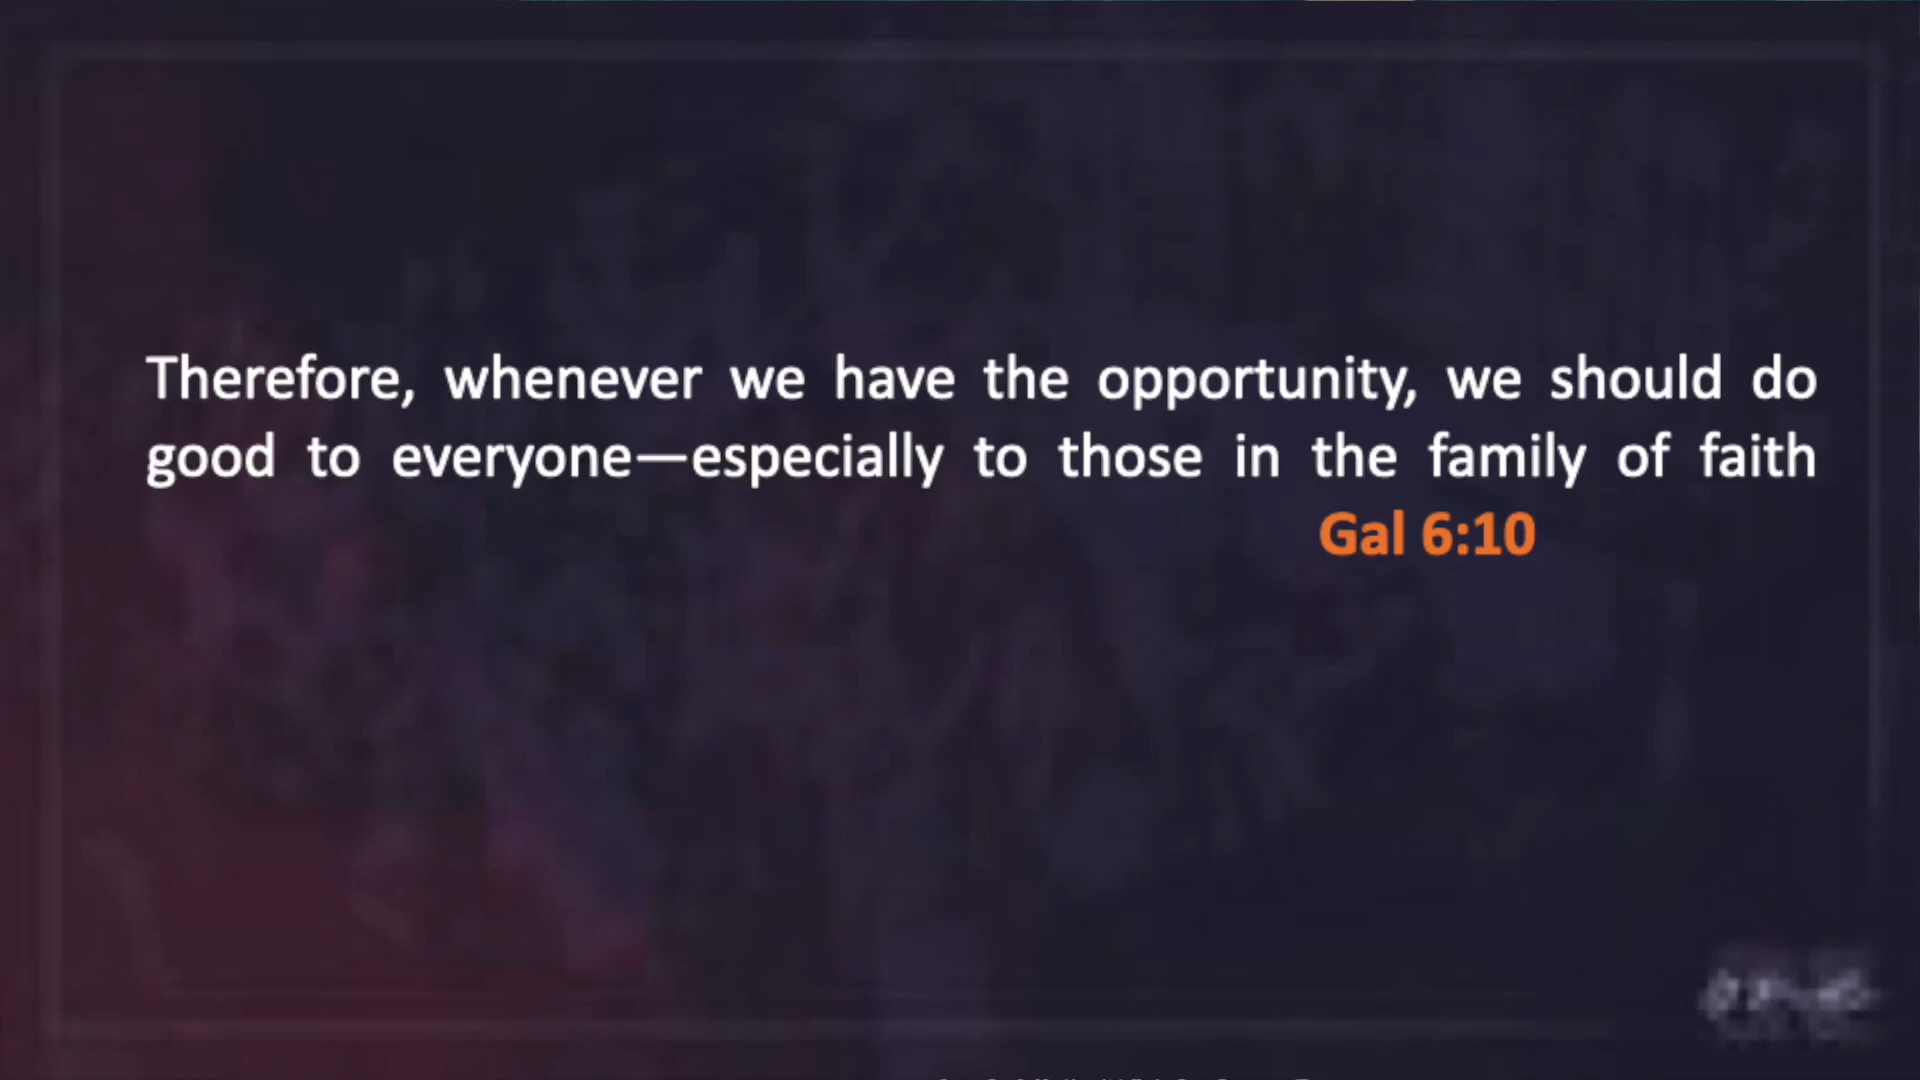 Therefore, whenever we have the opportunity, we should do
good to everyone—especially to those in the family of faith
Gal 6:10